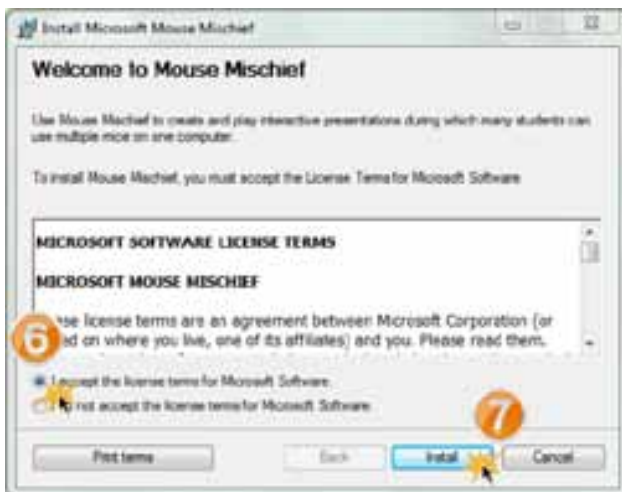 Install Microsoft Mouse Mischief
Welcome to Mouse Mischief
Use Mouse Mischief to create and play interactive presentations during which many students can
use multiple mice on one computer.
To install Mouse Mischief, you must accept the License Terms for Microsoft Software
MICROSOFT SOFTWARE LICENSE TERMS
MICROSOFT MOUSE MISCHIEF
license terms are an agreement between Microsoft Corporation (or
on where you live, one of its affiliates) and you. Please read them.
6
I accept the license terms for Microsoft Software
not accept the license terms for Microsoft Software
7
Print terms
Back
Install
Cancel